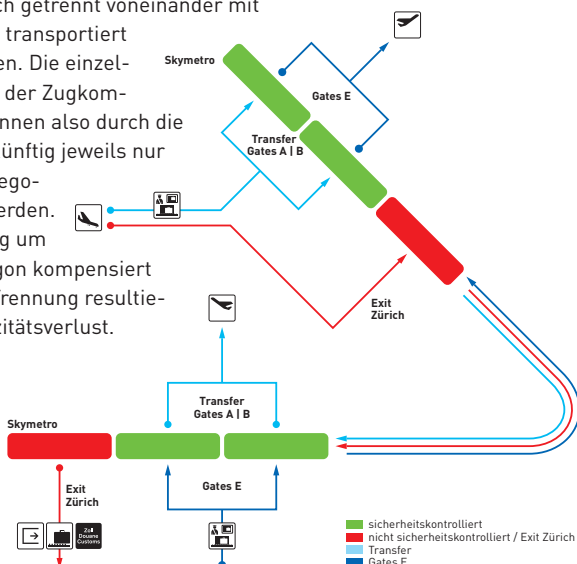 ch getrennt voneinander mit
transportiert
en. Die einzel-
der Zugkom-
nnen also durch die
ünftig jeweils nur
ego-
erden.
g um
gon kompensiert
Trennung resultie-
zitätsverlust.
Skymetro
Gates E
Transfer
Gates A | B
Exit
Zürich
Transfer
Gates A | B
Skymetro
Gates E
Exit
Zürich
Zoll
Douane
Customs
sicherheitskontrolliert
nicht sicherheitskontrolliert / Exit Zürich
Transfer
Gates E